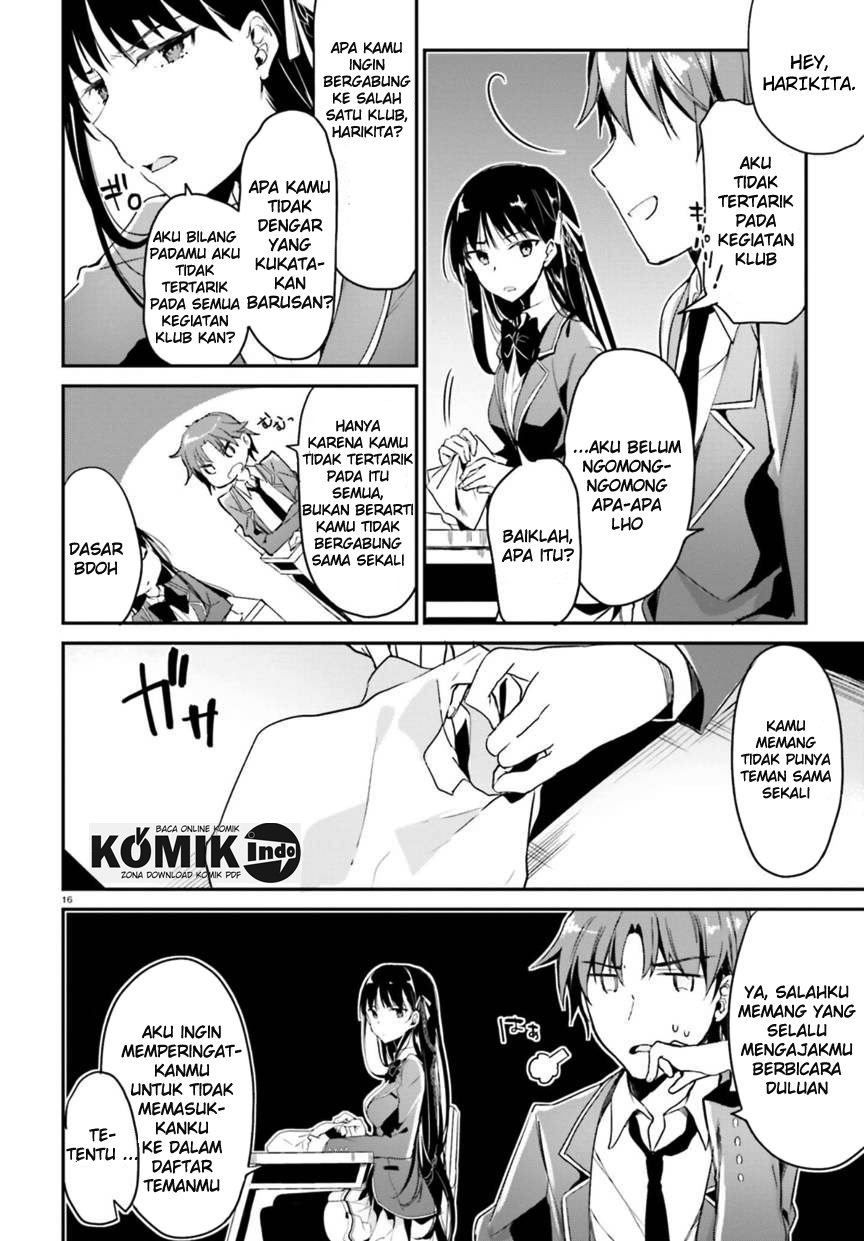 HEY,
HARIKITA.
AKU
TIDAK
TERTARIK
PADA
KEGIATAN
KLUB
...AKU BELUM
NGOMONG-
NGOMONG
APA-APA
LHO
BAIKLAH,
APA ITU?
APA KAMU
INGIN
BERGABUNG
KE SALAH
SATU KLUB,
HARIKITA?
APA KAMU
TIDAK
DENGAR
YANG
KUKATA-
KAN
BARUSAN?
AKU BILANG
PADAMU AKU
TIDAK
TERTARIK
PADA SEMUA
KEGIATAN
KLUB KAN?
HANYA
KARENA KAMU
TIDAK TERTARIK
PADA ITU
SEMUA,
BUKAN BERARTI
KAMU TIDAK
BERGABUNG
SAMA SEKALI
DASAR
BDOH
KAMU
MEMANG
TIDAK PUNYA
TEMAN SAMA
SEKALI
ガサ
BACA ONLINE KOMIK
KOMIK Indo
ZONA DOWNLOAD KOMIK PDF
16
YA, SALAHKU
MEMANG YANG
SELALU
MENGAJAKMU
BERBICARA
DULUAN
はぁ
AKU INGIN
MEMPERINGAT-
KANMU
UNTUK TIDAK
MEMASUK-
KANKU
KE DALAM
DAFTAR
TEMANMU
TE-
TENTU ...